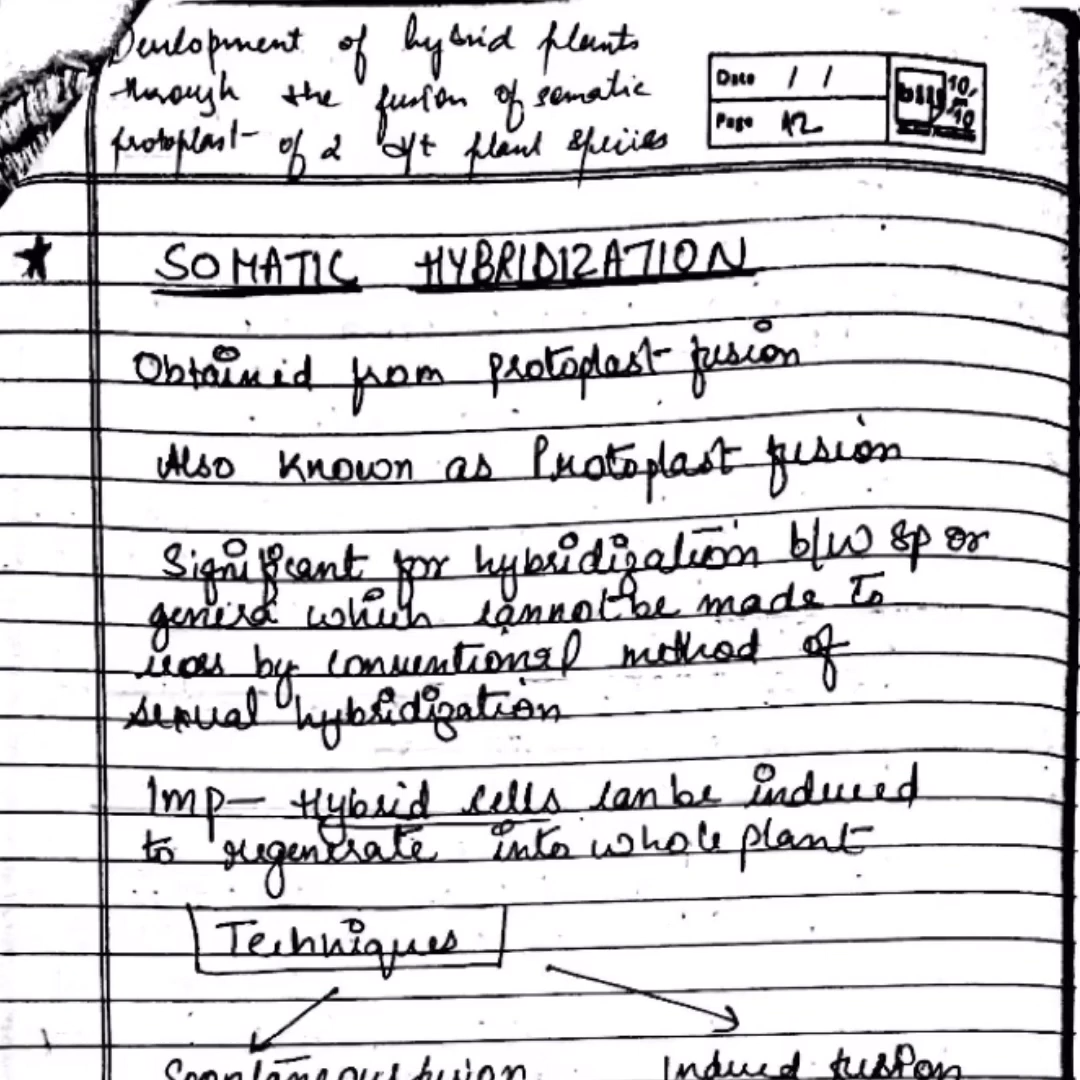 Development of hybrid plants
through the fusion of somatic
protoplast of 2 d/t plant species
Date / /
Page 12
★ SOMATIC HYBRIDIZATION
Obtained from protoplast fusion
Also known as Protoplast fusion
Significant for hybridization b/w sp or
genera which cannot be made to
cross by conventional method of
sexual hybridization
Imp— Hybrid cells can be induced
to regenerate into whole plant
Techniques
Spontaneous fusion Induced fusion